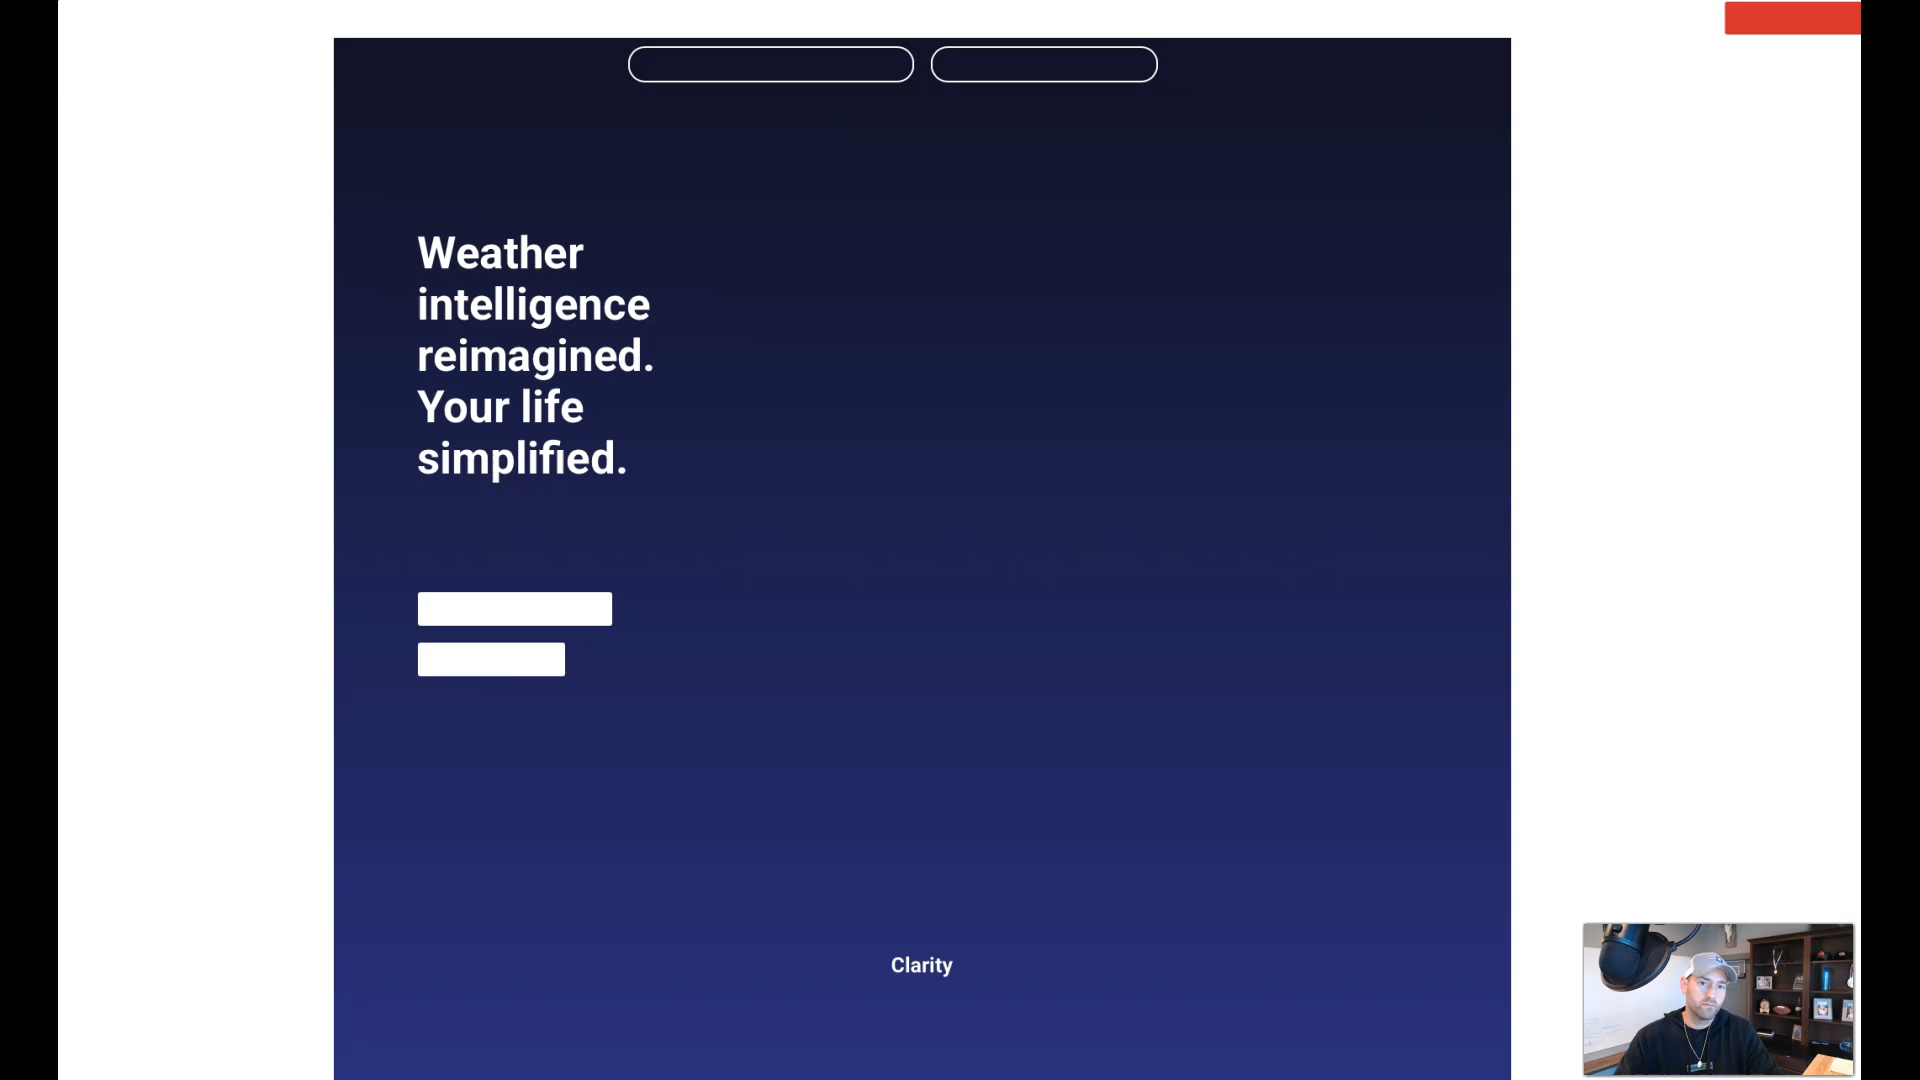 Weather
intelligence
reimagined.
Your life
simplified.
Clarity